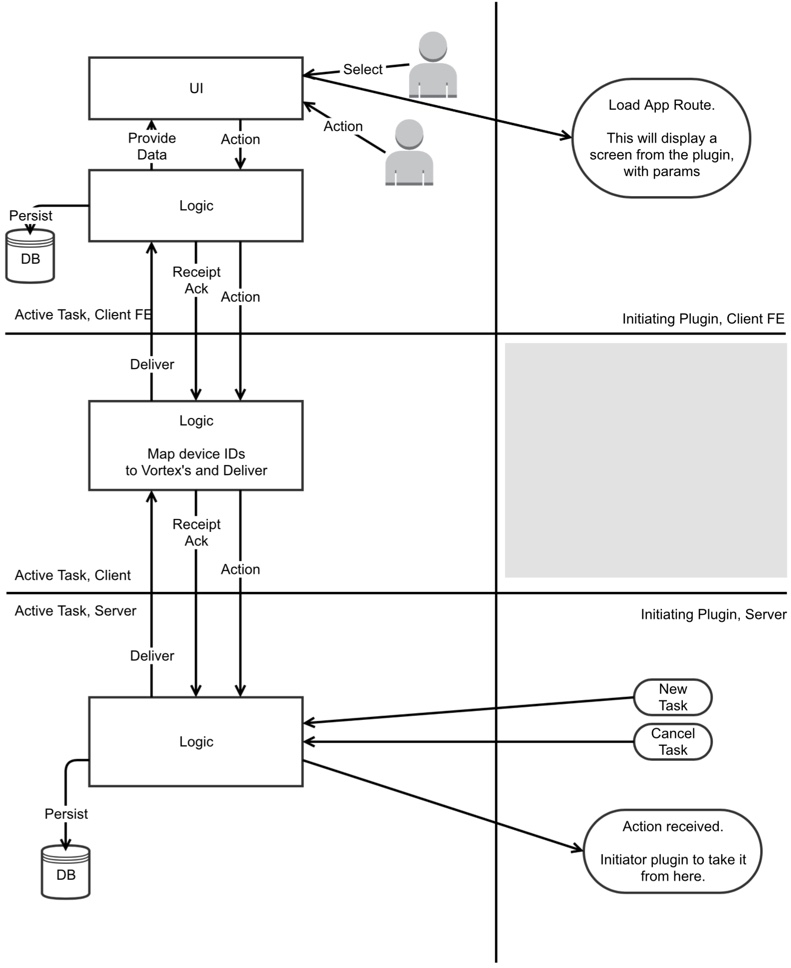 Select
UI
Load App Route.
This will display a
screen from the plugin,
with params
Action
Provide
Data
Action
Logic
Persist
DB
Receipt
Ack
Action
Active Task, Client FE
Initiating Plugin, Client FE
Deliver
Logic
Map device IDs
to Vortex's and Deliver
Receipt
Ack
Action
Active Task, Client
Active Task, Server
Initiating Plugin, Server
Deliver
New
Task
Logic
Cancel
Task
Persist
DB
Action received.
Initiator plugin to take it
from here.